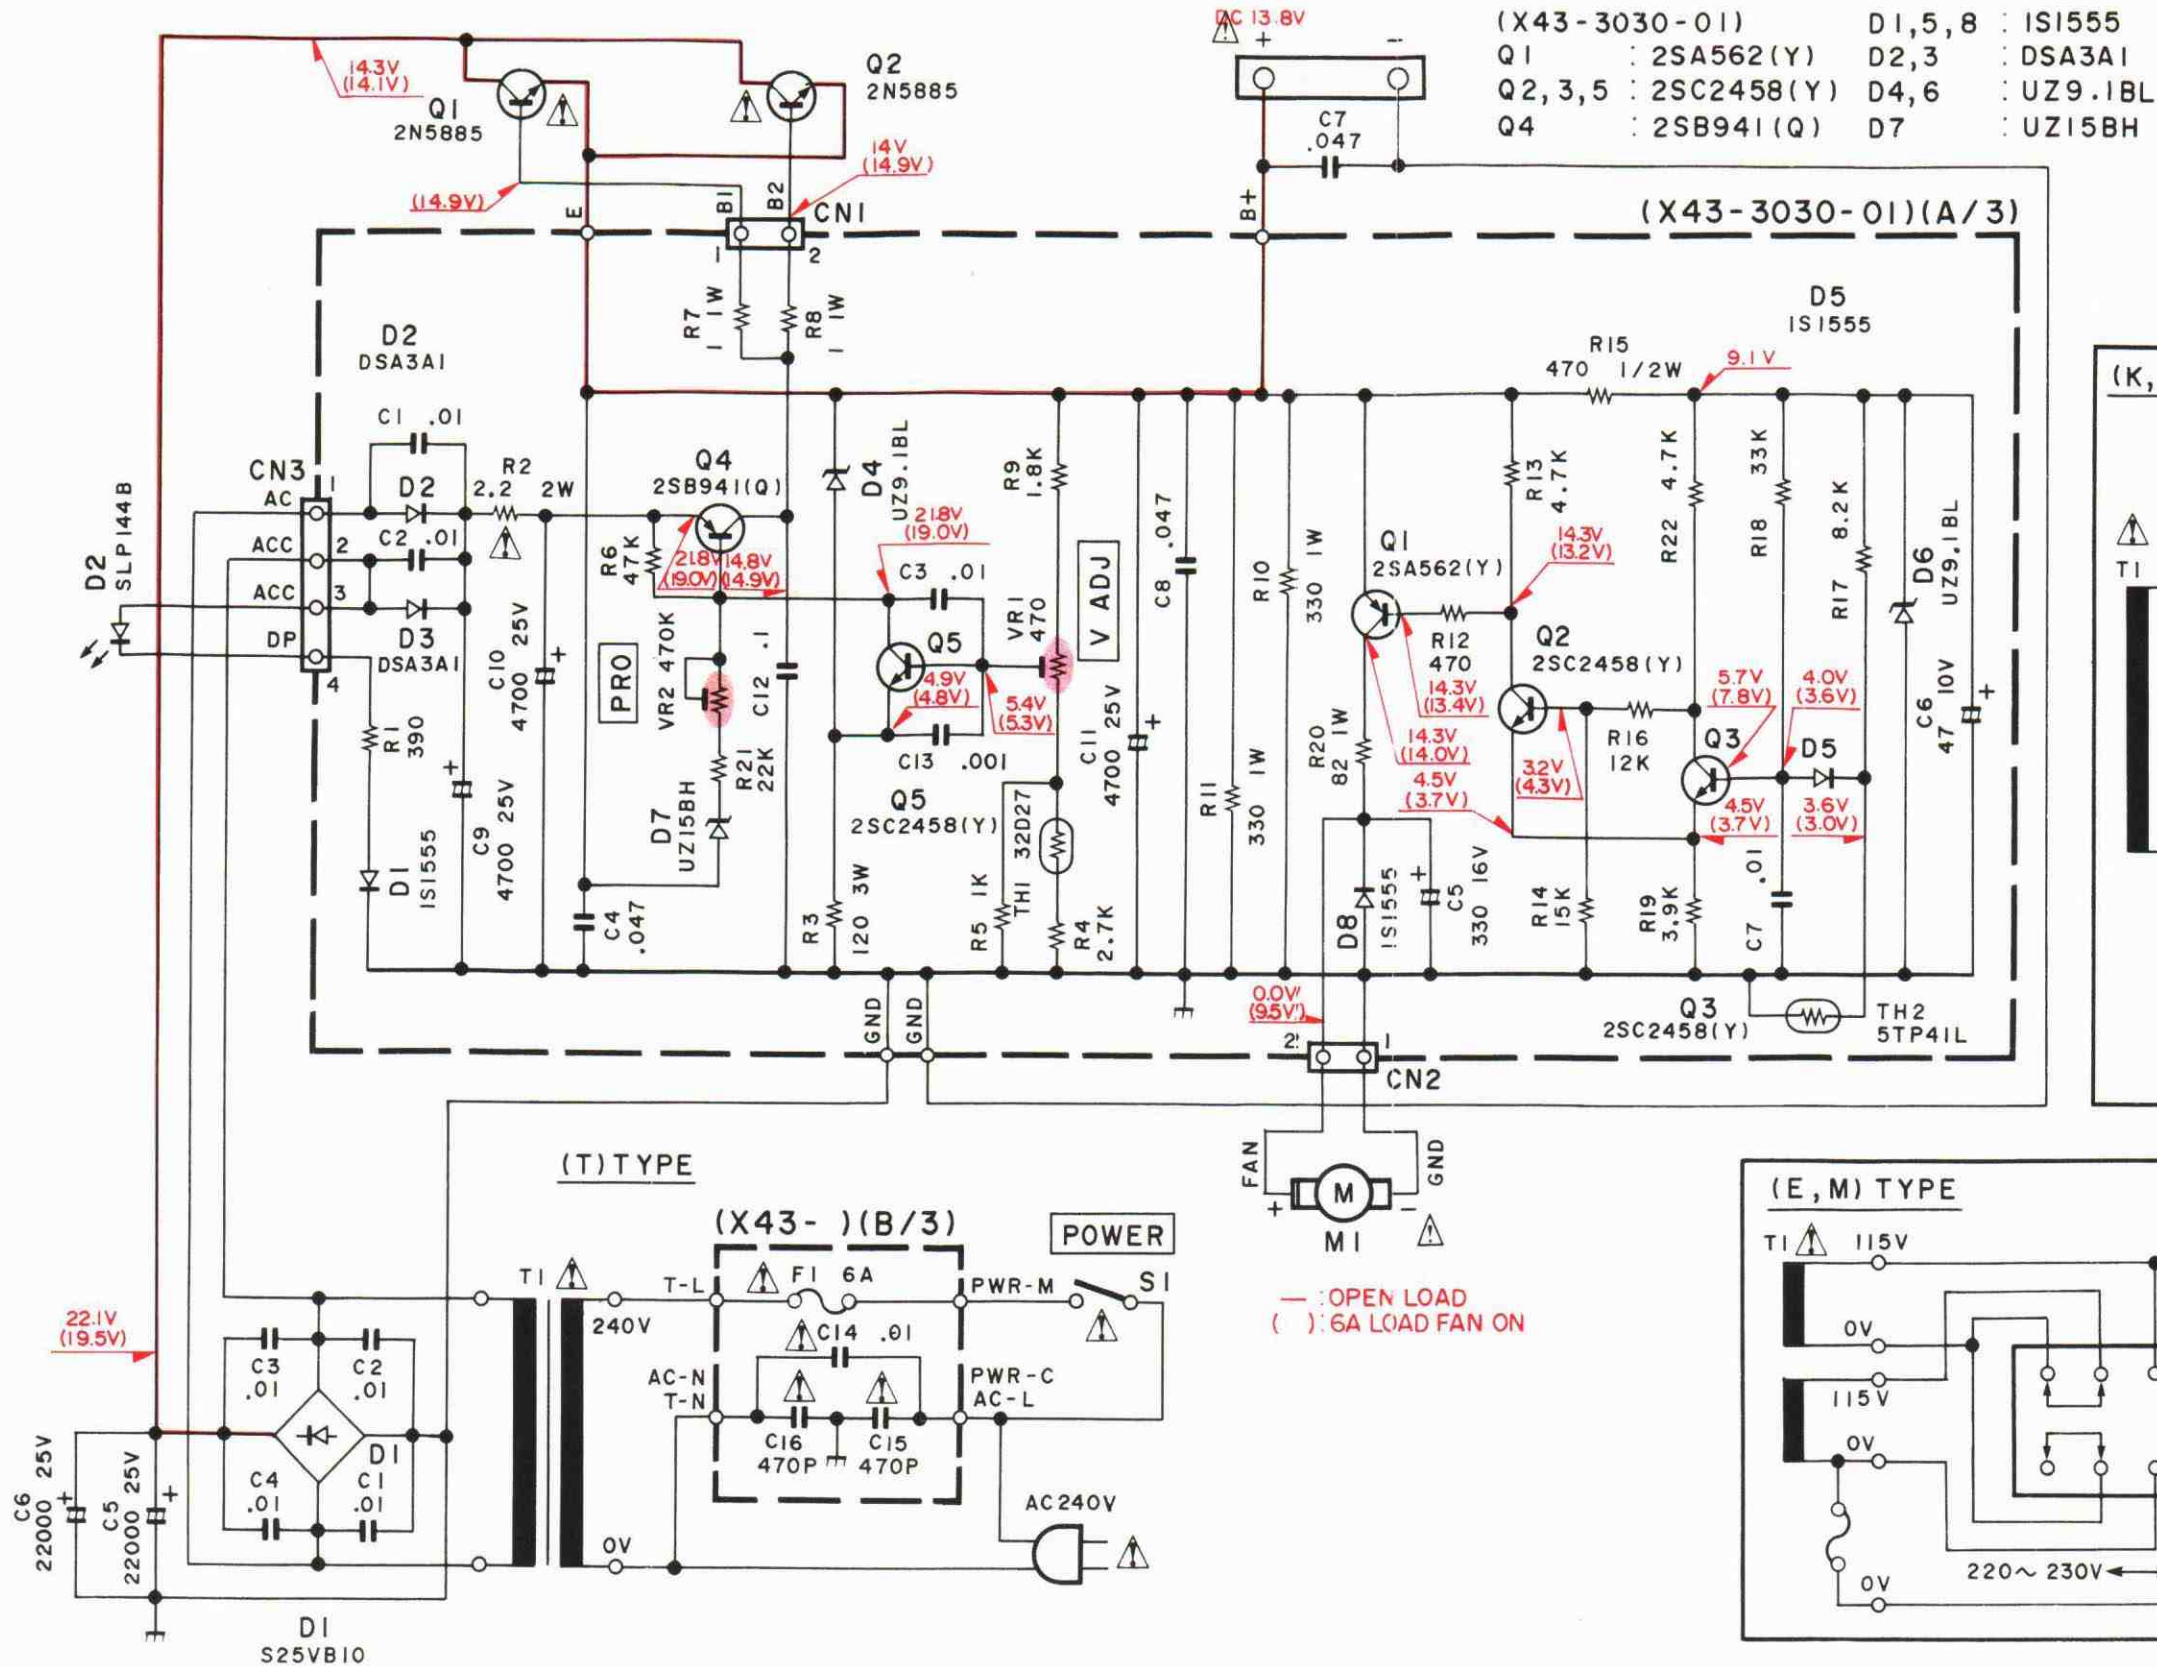 DC 13.8V
+ -
(X43-3030-01) D1,5,8 : 1S1555
Q1 : 2SA562(Y) D2,3 : DSA3A1
Q2,3,5 : 2SC2458(Y) D4,6 : UZ9.1BL
Q4 : 2SB941(Q) D7 : UZ15BH
14.3V
(14.1V)
Q1
2N5885
Q2
2N5885
14V
(14.9V)
(14.9V)
C7
.047
E
B1
B2
CN1
1
2
B+
(X43-3030-01)(A/3)
R7 1 1W
R8 1 1W
D2
DSA3A1
C1 .01
CN3
AC
1
D2
R2
2.2 2W
C2 .01
ACC
2
ACC
3
DP
4
D3
DSA3A1
D2
SLP144B
R1
390
D1
1S1555
C9
4700 25V
C10
4700 25V
Q4
2SB941(Q)
R6
47K
21.8V
(19.0V)
14.8V
(14.9V)
PRO
VR2 470K
C12 .1
R21
22K
D7
UZ15BH
C4
.047
D4
UZ9.1BL
21.8V
(19.0V)
C3 .01
Q5
4.9V
(4.8V)
5.4V
(5.3V)
C13 .001
Q5
2SC2458(Y)
R3
120 3W
R9
1.8K
VR1
470
V ADJ
R5 1K
TH1 32D27
R4
2.7K
C11
4700 25V
C8 .047
R10
330 1W
R11
330 1W
D5
1S1555
R15
470 1/2W
9.1V
R13
4.7K
14.3V
(13.2V)
Q1
2SA562(Y)
R12
470
14.3V
(13.4V)
14.3V
(14.0V)
Q2
2SC2458(Y)
R20
82 1W
4.5V
(3.7V)
3.2V
(4.3V)
R16
12K
R22 4.7K
R18 33K
R17 8.2K
5.7V
(7.8V)
4.0V
(3.6V)
Q3
D5
4.5V
(3.7V)
3.6V
(3.0V)
D6
UZ9.1BL
C6
47 10V
D8
1S1555
C5
330 16V
R14
15K
R19
3.9K
C7 .01
Q3
2SC2458(Y)
TH2
5TP41L
GND
GND
0.0V
(9.5V)
2
1
CN2
FAN
GND
+
M
-
M1
— : OPEN LOAD
( ) : 6A LOAD FAN ON
(T) TYPE
(X43- )(B/3)
POWER
T1
T-L
F1 6A
PWR-M
S1
240V
C14 .01
AC-N
T-N
PWR-C
AC-L
C16
470P
C15
470P
AC240V
0V
22.1V
(19.5V)
C3
.01
C2
.01
D1
C4
.01
C1
.01
C6
22000 25V
C5
22000 25V
D1
S25VB10
(K,
T1
(E,M) TYPE
T1
115V
0V
115V
0V
220~230V
0V